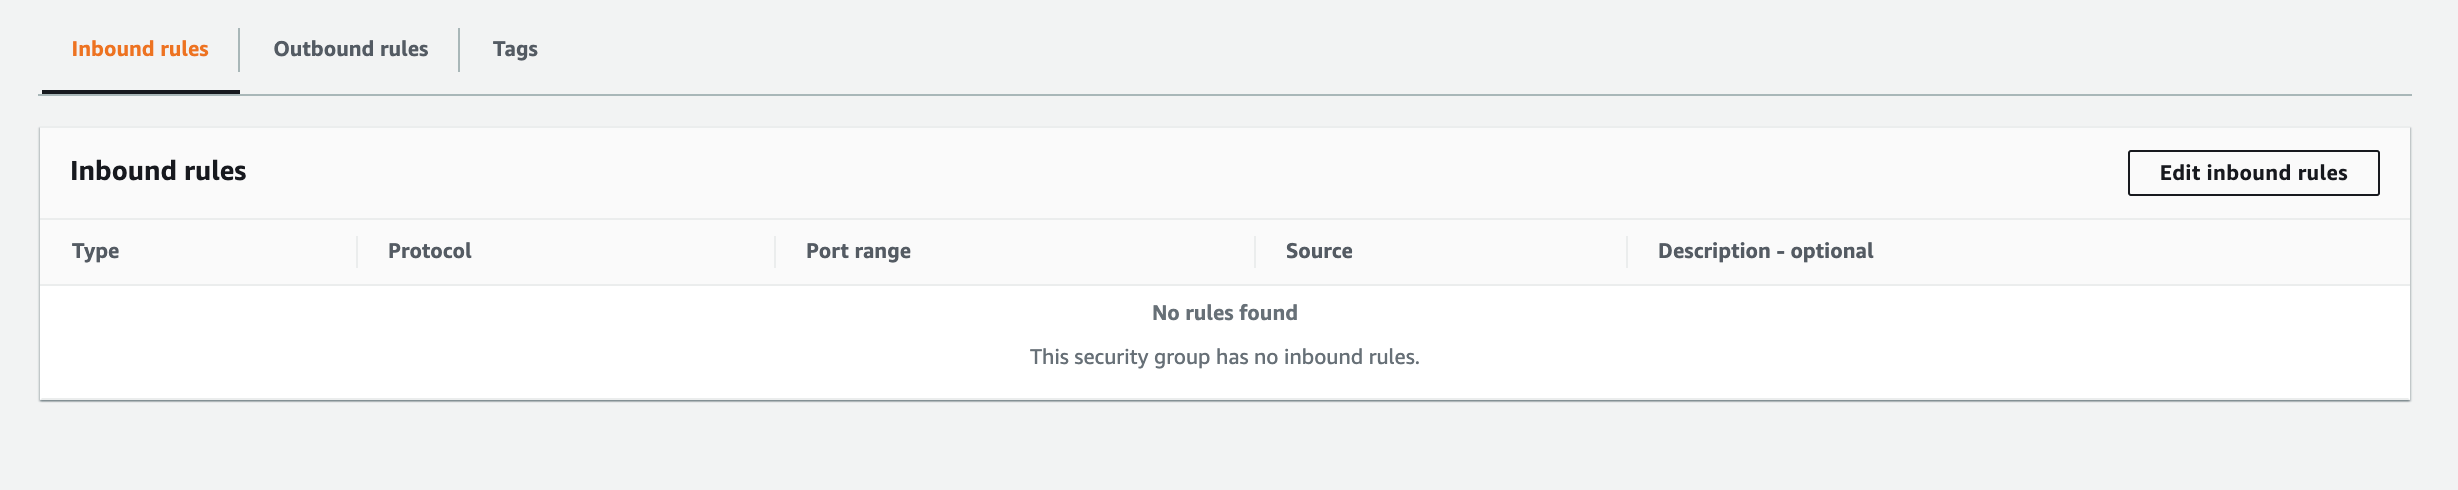 Inbound rules Outbound rules Tags
Inbound rules Edit inbound rules
Type Protocol Port range Source Description - optional
No rules found
This security group has no inbound rules.